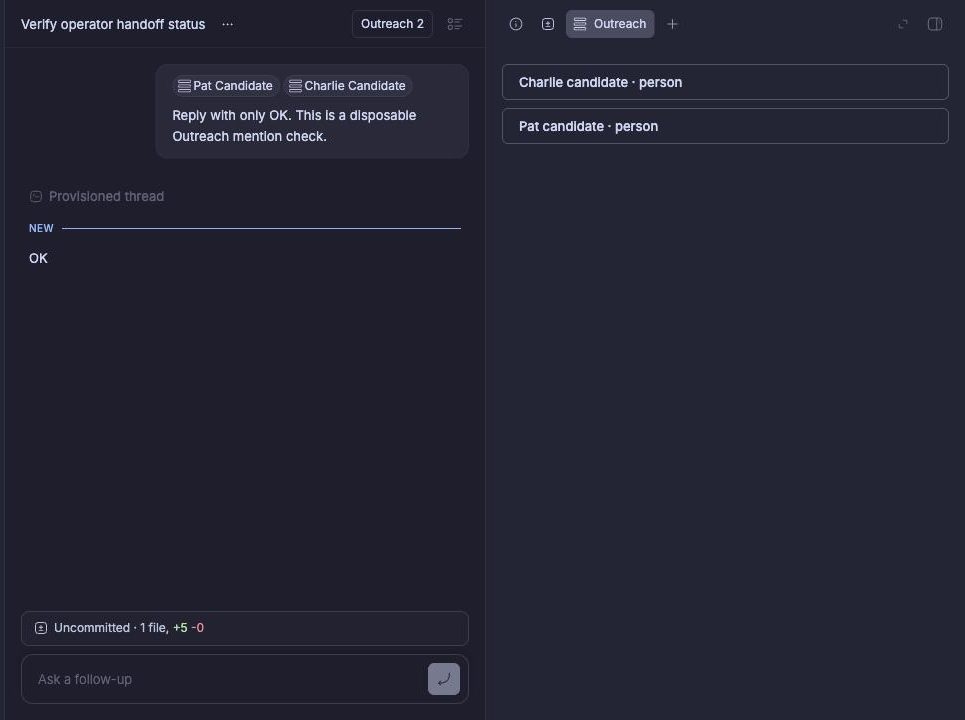 Verify operator handoff status ···
Outreach 2
Pat Candidate Charlie Candidate
Reply with only OK. This is a disposable
Outreach mention check.
Provisioned thread
NEW
OK
Uncommitted · 1 file, +5 -0
Ask a follow-up
Outreach
Charlie candidate · person
Pat candidate · person